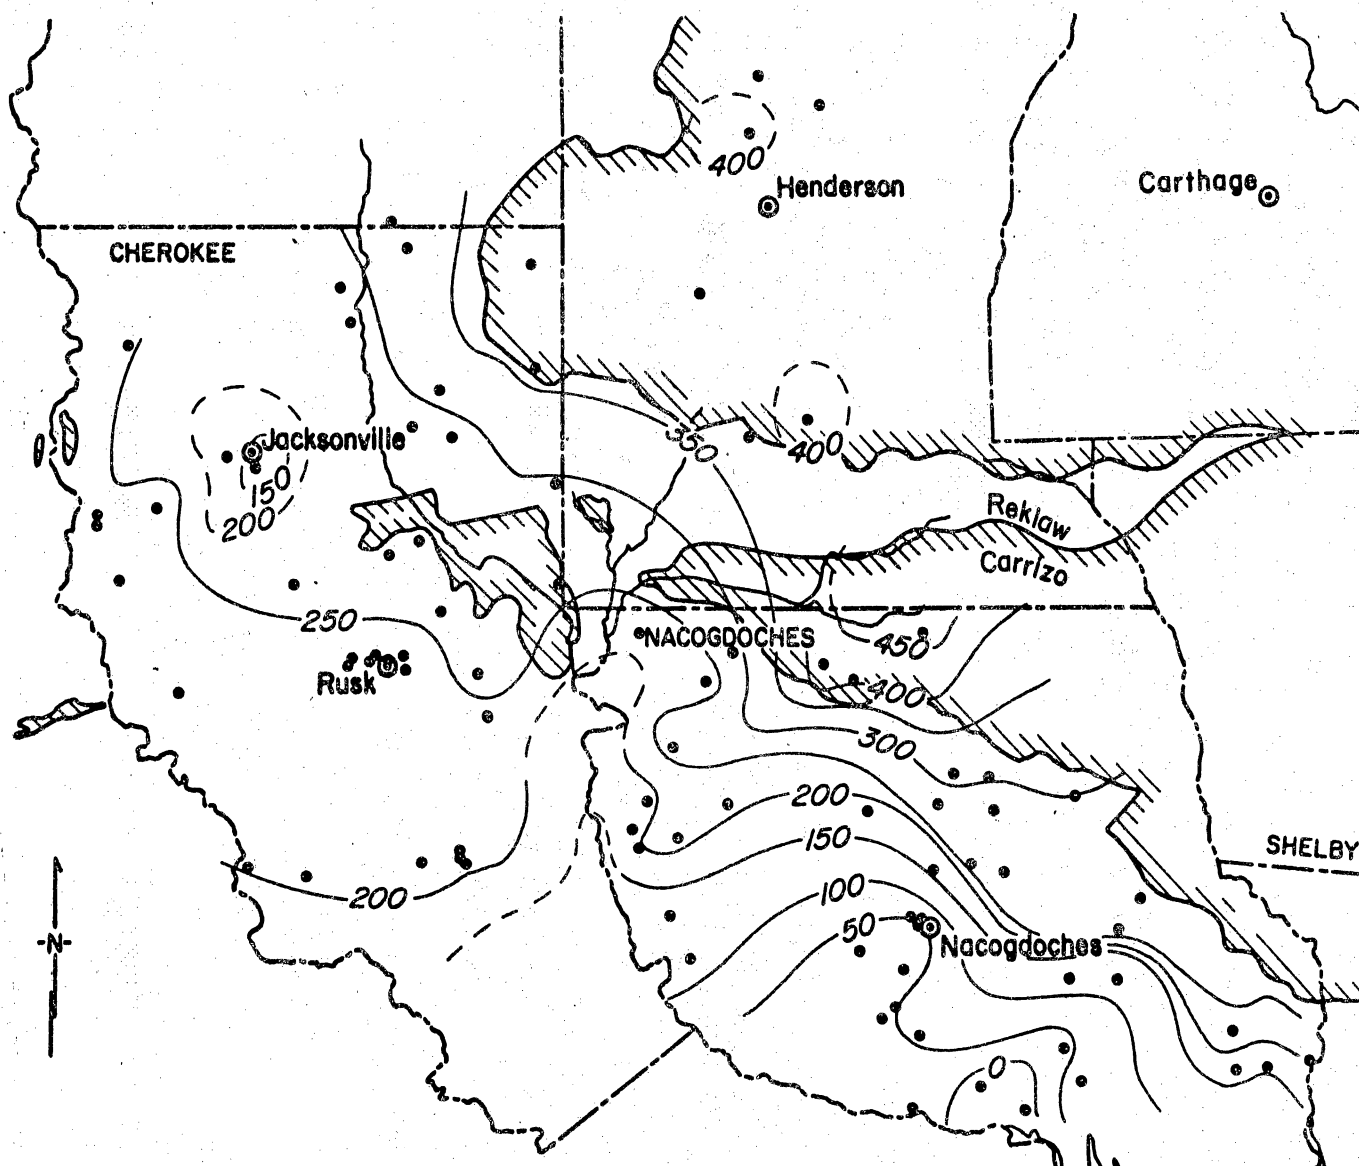 400
Henderson
Carthage
CHEROKEE
350
400
Jacksonville
150
200
Reklaw
Carrizo
250
NACOGDOCHES
450
Rusk
400
300
200
150
SHELBY
100
200
50
N
Nacogdoches
0